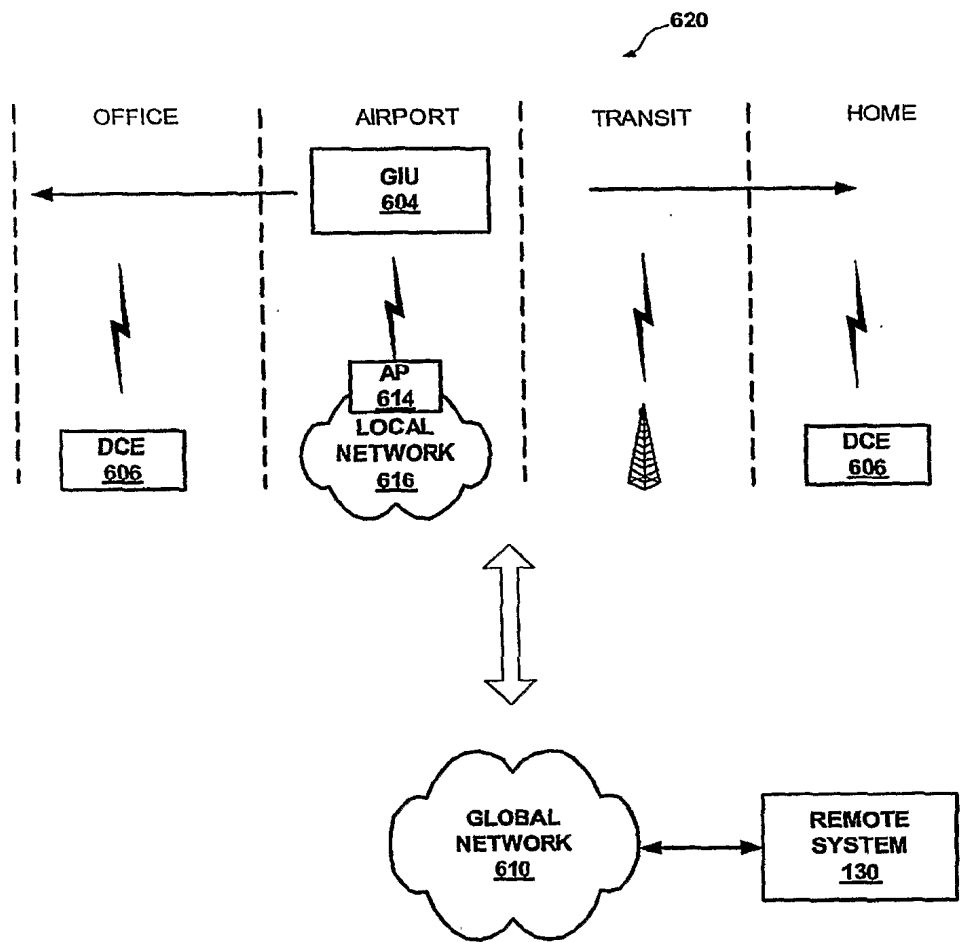 620
OFFICE
AIRPORT
TRANSIT
HOME
GIU
604
AP
614
LOCAL
NETWORK
616
DCE
606
DCE
606
GLOBAL
NETWORK
610
REMOTE
SYSTEM
130